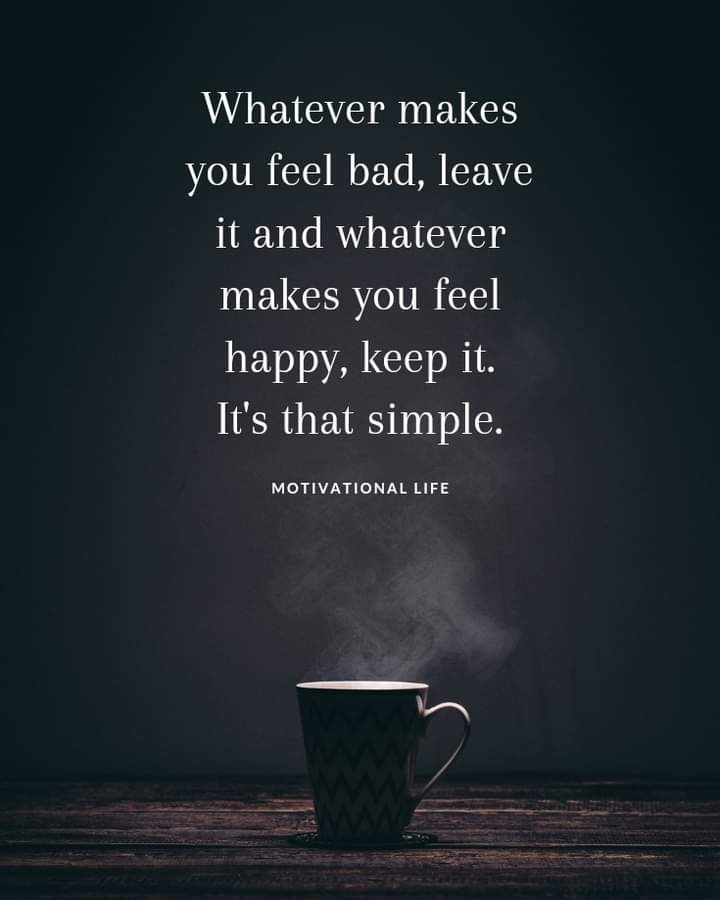 Whatever makes
you feel bad, leave
it and whatever
makes you feel
happy, keep it.
It's that simple.
MOTIVATIONAL LIFE